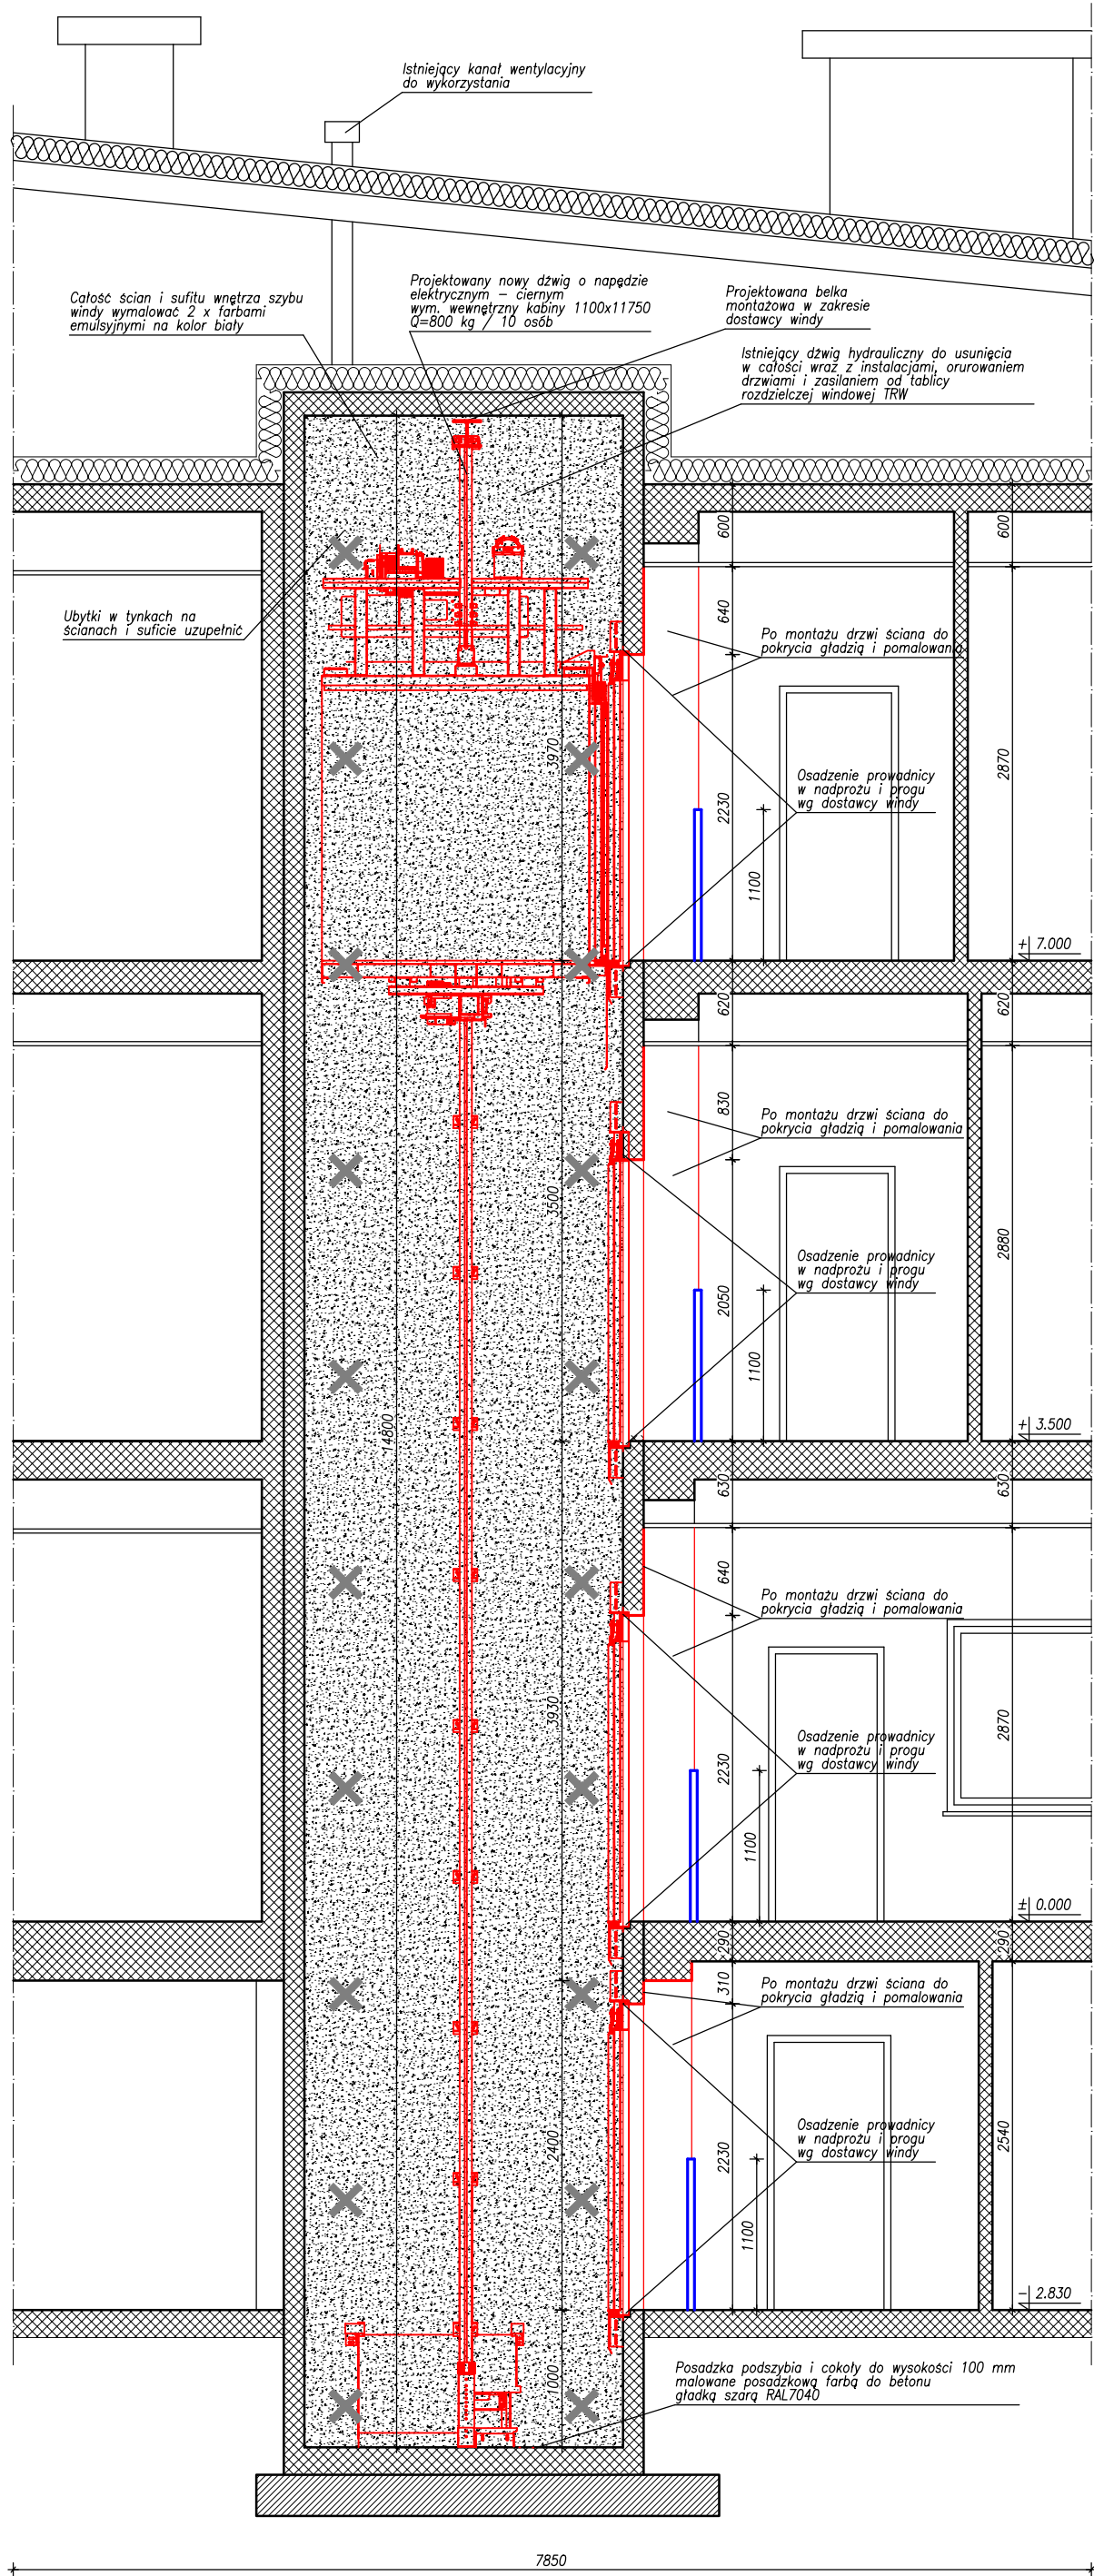 Istniejący kanał wentylacyjny
do wykorzystania
Całość ścian i sufitu wnętrza szybu
windy wymalować 2 x farbami
emulsyjnymi na kolor biały
Projektowany nowy dźwig o napędzie
elektrycznym – ciernym
wym. wewnętrzny kabiny 1100x11750
Q=800 kg / 10 osób
Projektowana belka
montażowa w zakresie
dostawcy windy
Istniejący dźwig hydrauliczny do usunięcia
w całości wraz z instalacjami, orurowaniem
drzwiami i zasilaniem od tablicy
rozdzielczej windowej TRW
Ubytki w tynkach na
ścianach i suficie uzupełnić
600
600
640
Po montażu drzwi ściana do
pokrycia gładzią i pomalowania
3970
2230
2870
Osadzenie prowadnicy
w nadprożu i progu
wg dostawcy windy
1100
+ 7.000
620
620
830
Po montażu drzwi ściana do
pokrycia gładzią i pomalowania
3500
2050
2880
Osadzenie prowadnicy
w nadprożu i progu
wg dostawcy windy
1100
14800
+ 3.500
630
630
640
Po montażu drzwi ściana do
pokrycia gładzią i pomalowania
3930
2230
2870
Osadzenie prowadnicy
w nadprożu i progu
wg dostawcy windy
1100
± 0.000
290
290
310
Po montażu drzwi ściana do
pokrycia gładzią i pomalowania
2400
2230
2540
Osadzenie prowadnicy
w nadprożu i progu
wg dostawcy windy
1100
– 2.830
1000
Posadzka podszybia i cokoły do wysokości 100 mm
malowane posadzkową farbą do betonu
gładką szarą RAL7040
7850